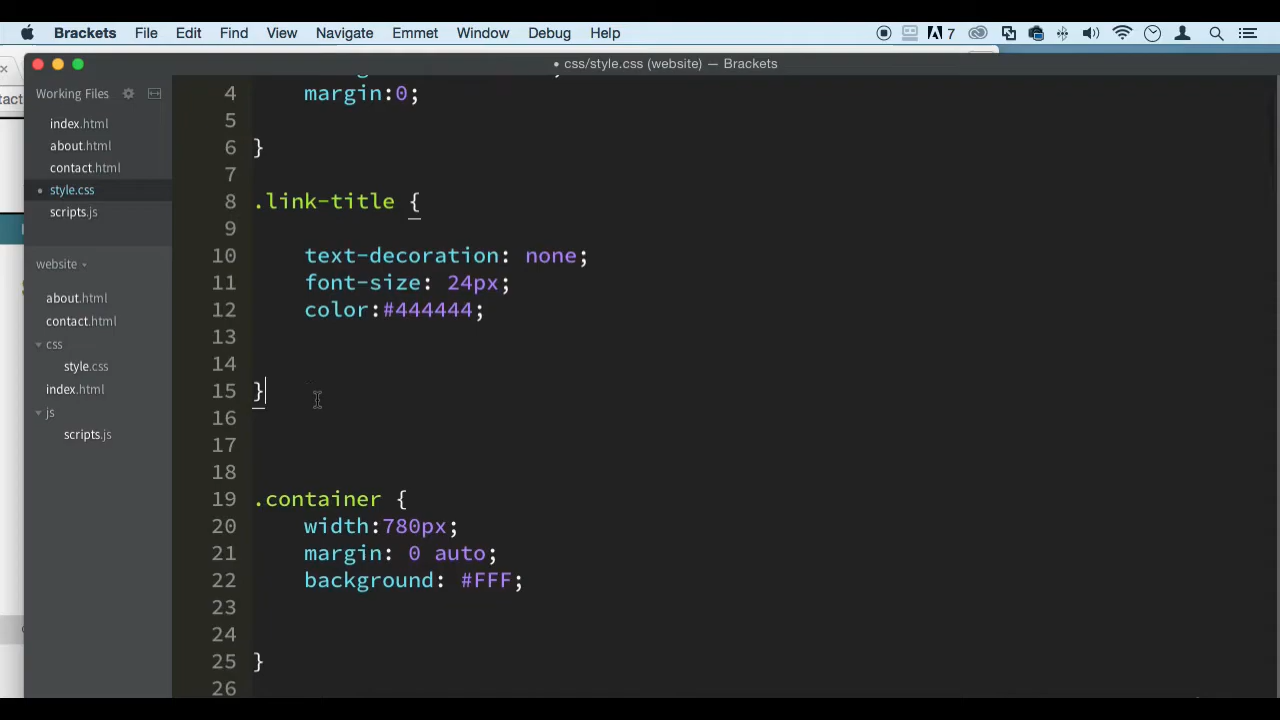 Brackets File Edit Find View Navigate Emmet Window Debug Help 7
• css/style.css (website) — Brackets
Working Files
index.html
about.html
contact.html
style.css
scripts.js
website
about.html
contact.html
css
style.css
index.html
js
scripts.js
tact
4 margin:0;
5
6 }
7
8 .link-title {
9
10 text-decoration: none;
11 font-size: 24px;
12 color:#444444;
13
14
15 }
16
17
18
19 .container {
20 width:780px;
21 margin: 0 auto;
22 background: #FFF;
23
24
25 }
26